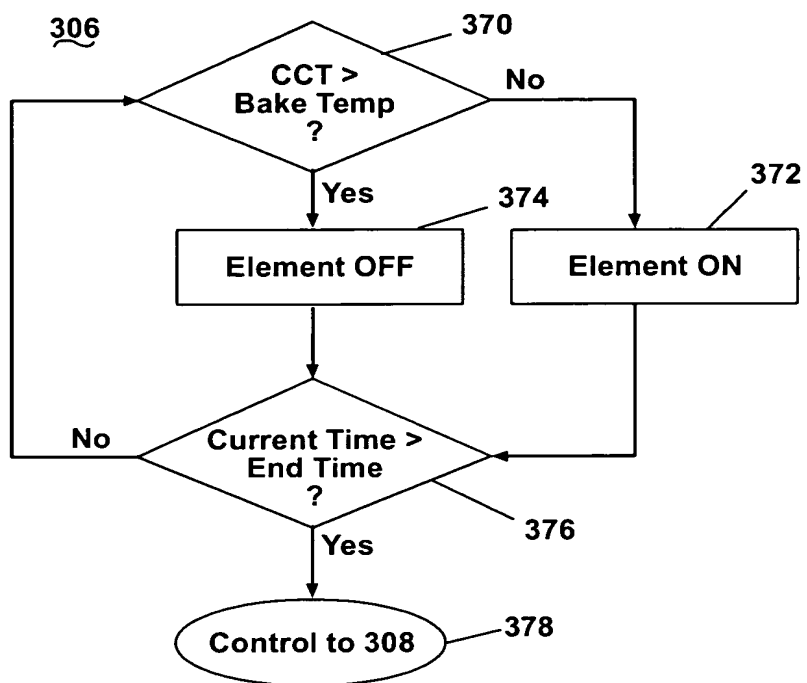 306
370
CCT >
Bake Temp
?
No
Yes
374
372
Element OFF
Element ON
No
Current Time >
End Time
?
376
Yes
Control to 308
378